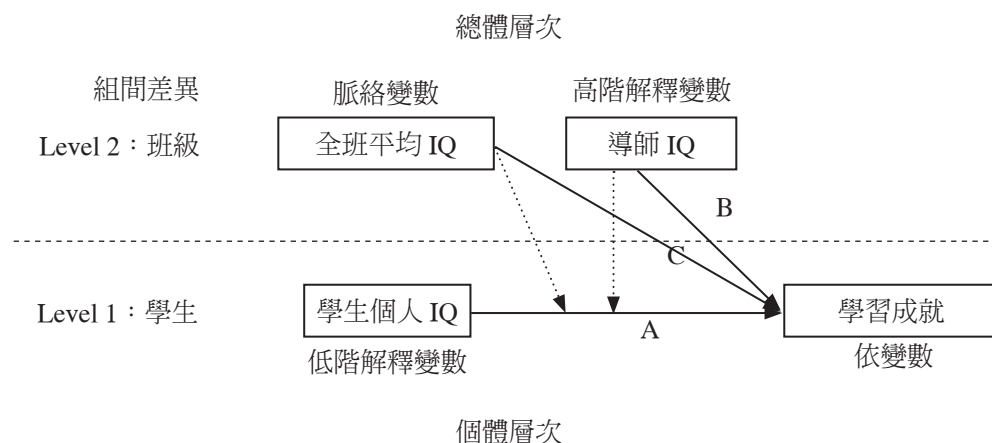 總體層次
組間差異
脈絡變數
高階解釋變數
Level 2：班級
全班平均 IQ
導師 IQ
B
C
Level 1：學生
學生個人 IQ
A
學習成就
低階解釋變數
依變數
個體層次